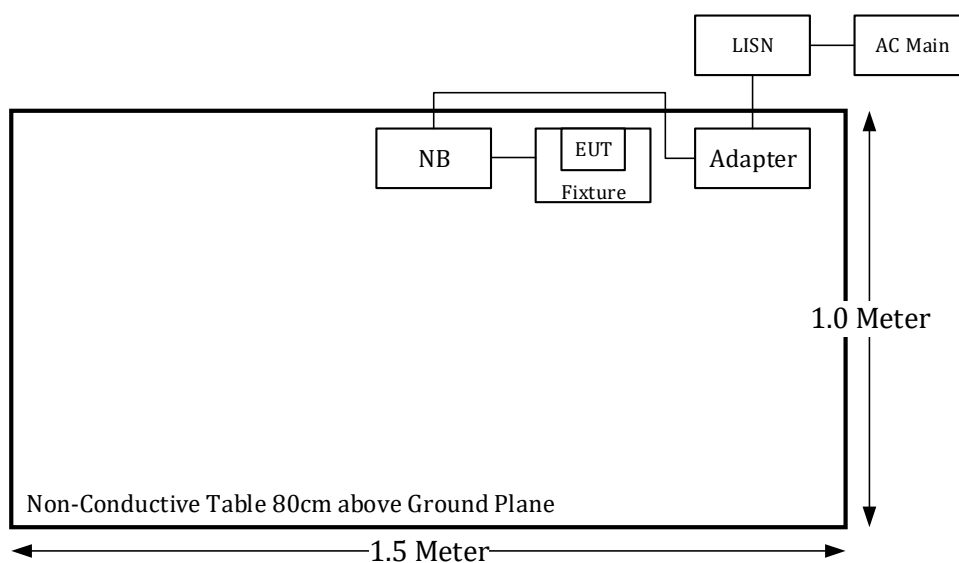 LISN
AC Main
NB
EUT
Fixture
Adapter
1.0 Meter
Non-Conductive Table 80cm above Ground Plane
1.5 Meter